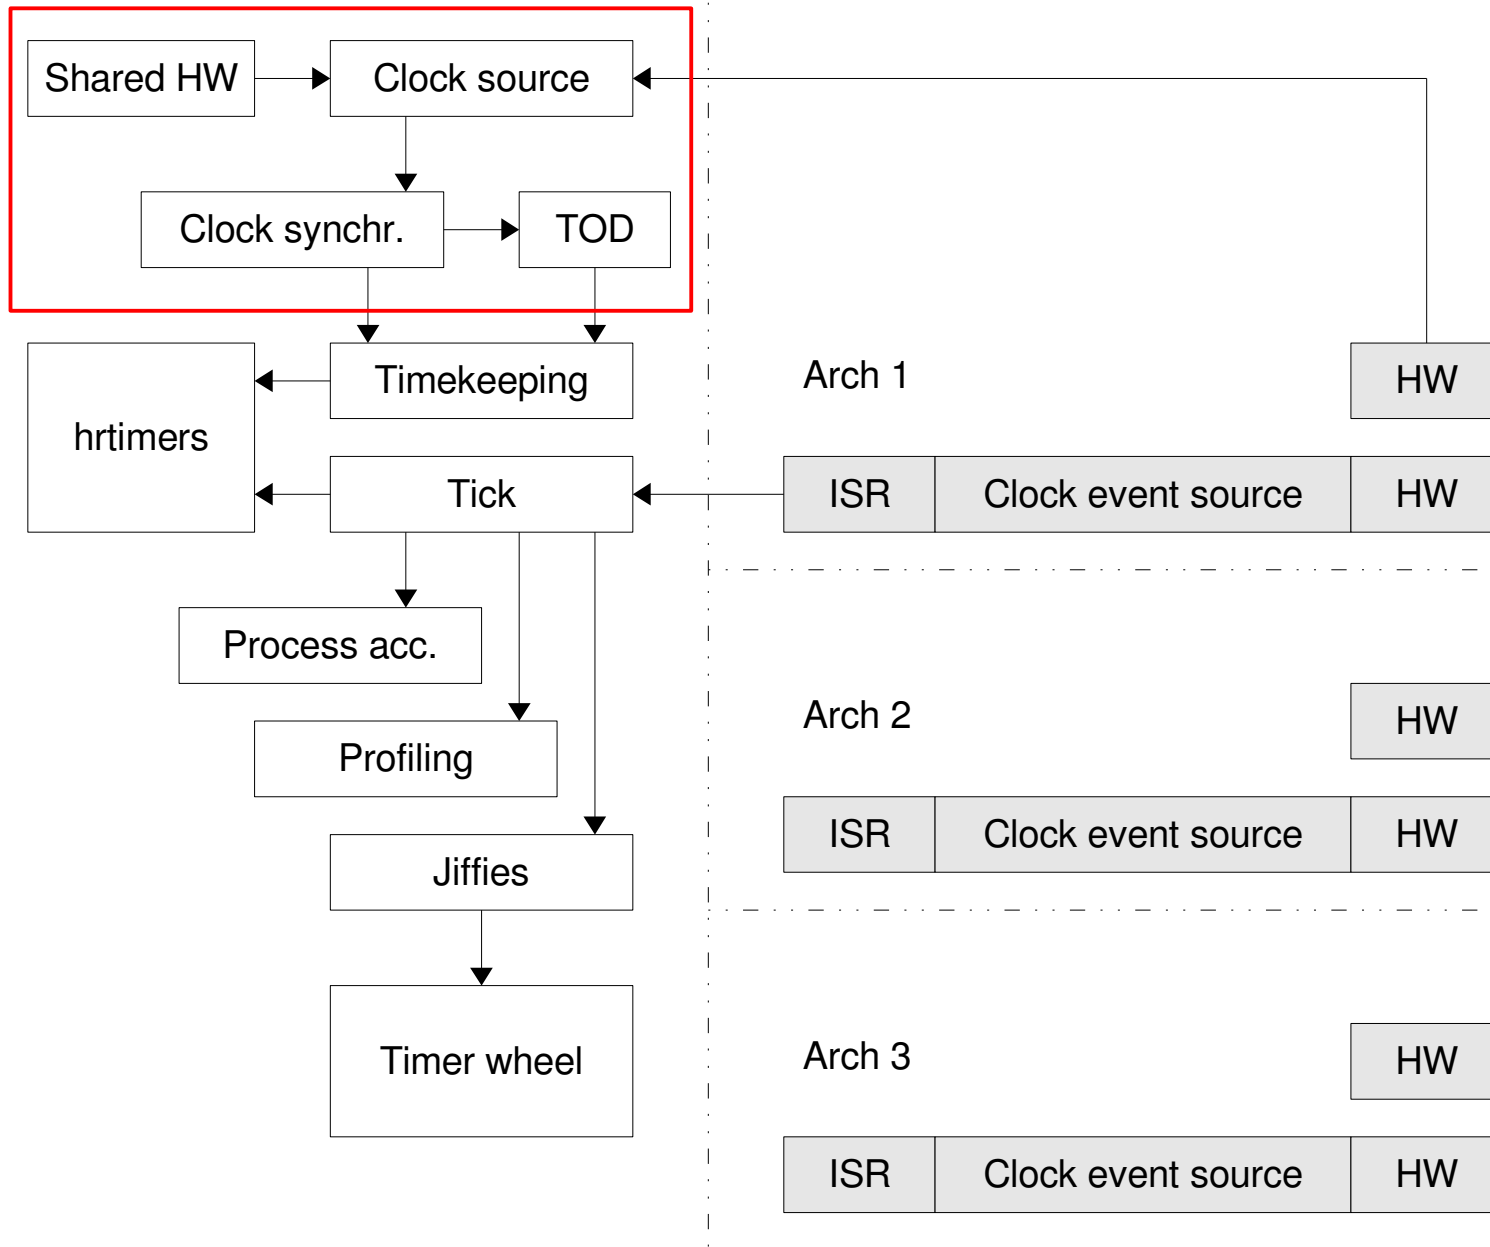 Shared HW
Clock source
Clock synchr.
TOD
Timekeeping
hrtimers
Tick
Process acc.
Profiling
Jiffies
Timer wheel
Arch 1
HW
ISR
Clock event source
HW
Arch 2
HW
ISR
Clock event source
HW
Arch 3
HW
ISR
Clock event source
HW